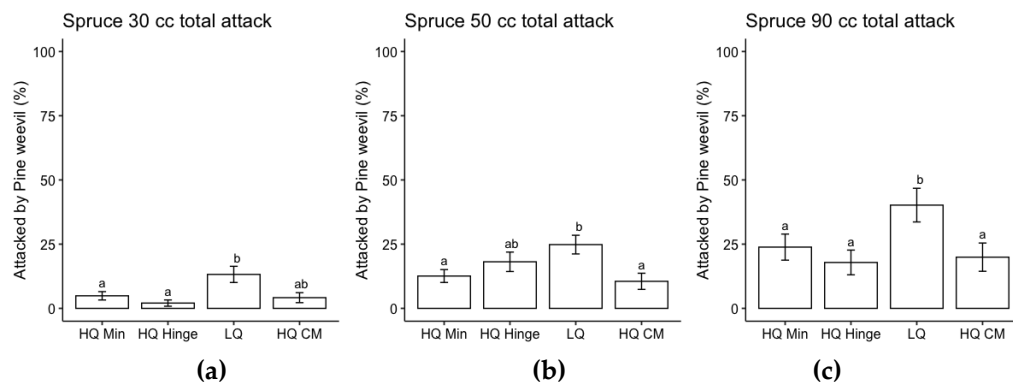 Spruce 30 cc total attack
Attacked by Pine weevil (%)
100
75
50
25
0
a
a
b
ab
HQ Min HQ Hinge LQ HQ CM
(a)
Spruce 50 cc total attack
Attacked by Pine weevil (%)
100
75
50
25
0
a
ab
b
a
HQ Min HQ Hinge LQ HQ CM
(b)
Spruce 90 cc total attack
Attacked by Pine weevil (%)
100
75
50
25
0
a
a
b
a
HQ Min HQ Hinge LQ HQ CM
(c)